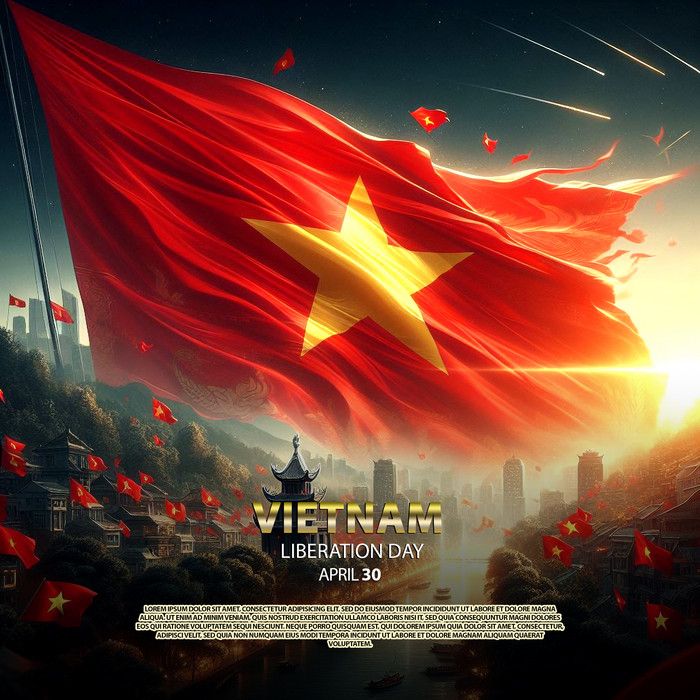 VIETNAM
LIBERATION DAY
APRIL 30
LOREM IPSUM DOLOR SIT AMET, CONSECTETUR ADIPISICING ELIT. SED DO EIUSMOD TEMPOR INCIDIDUNT UT LABORE ET DOLORE MAGNA
ALIQUA. UT ENIM AD MINIM VENIAM, QUIS NOSTRUD EXERCITATION ULLAMCO LABORIS NISI IT. SED QUIA CONSEQUUNTUR MAGNI DOLORES
EOS QUI RATIONE VOLUPTATEM SEQUI NESCIUNT. NEQUE PORRO QUISQUAM EST. QUI DOLOREM IPSUM QUIA DOLOR SIT AMET. CONSECTETUR,
ADIPISCI VELIT, SED QUIA NON NUMQUAM EIUS MODI TEMPORA INCIDUNT UT LABORE ET DOLORE MAGNAM ALIQUAM QUAERAT
VOLUPTATEM.